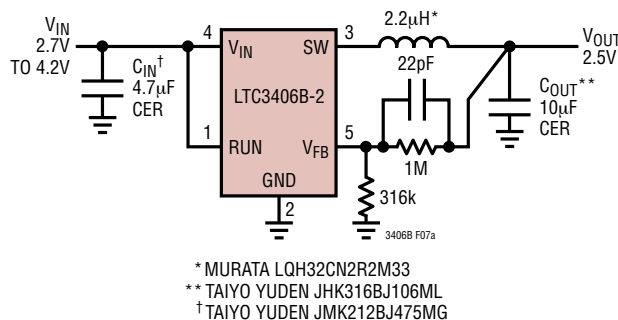 2.2µH*
VIN
2.7V
TO 4.2V
4
VIN
SW
3
VOUT
2.5V
CIN†
4.7µF
CER
22pF
COUT**
10µF
CER
LTC3406B-2
1
RUN
VFB
5
1M
GND
2
316k
3406B F07a
*MURATA LQH32CN2R2M33
**TAIYO YUDEN JHK316BJ106ML
†TAIYO YUDEN JMK212BJ475MG